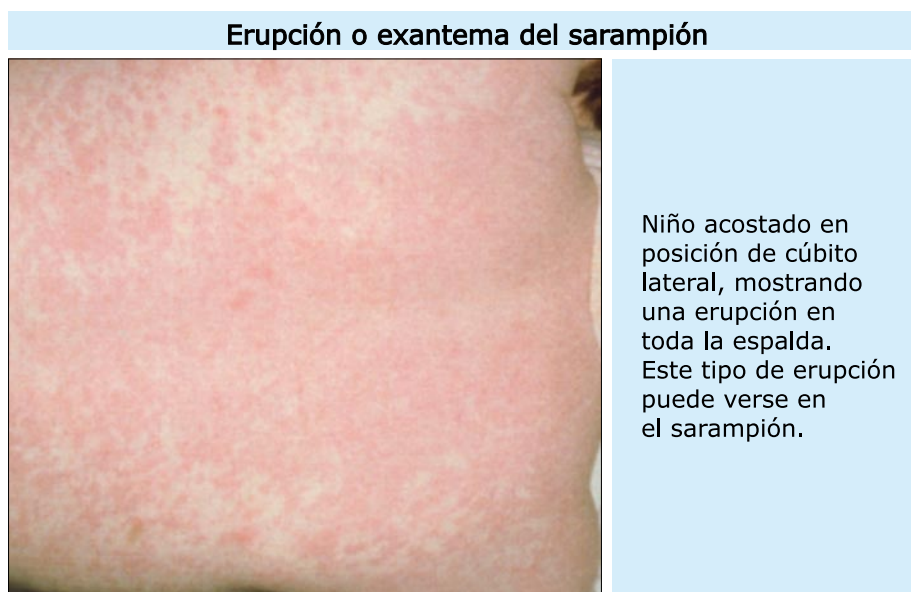 Erupción o exantema del sarampión
Niño acostado en
posición de cúbito
lateral, mostrando
una erupción en
toda la espalda.
Este tipo de erupción
puede verse en
el sarampión.